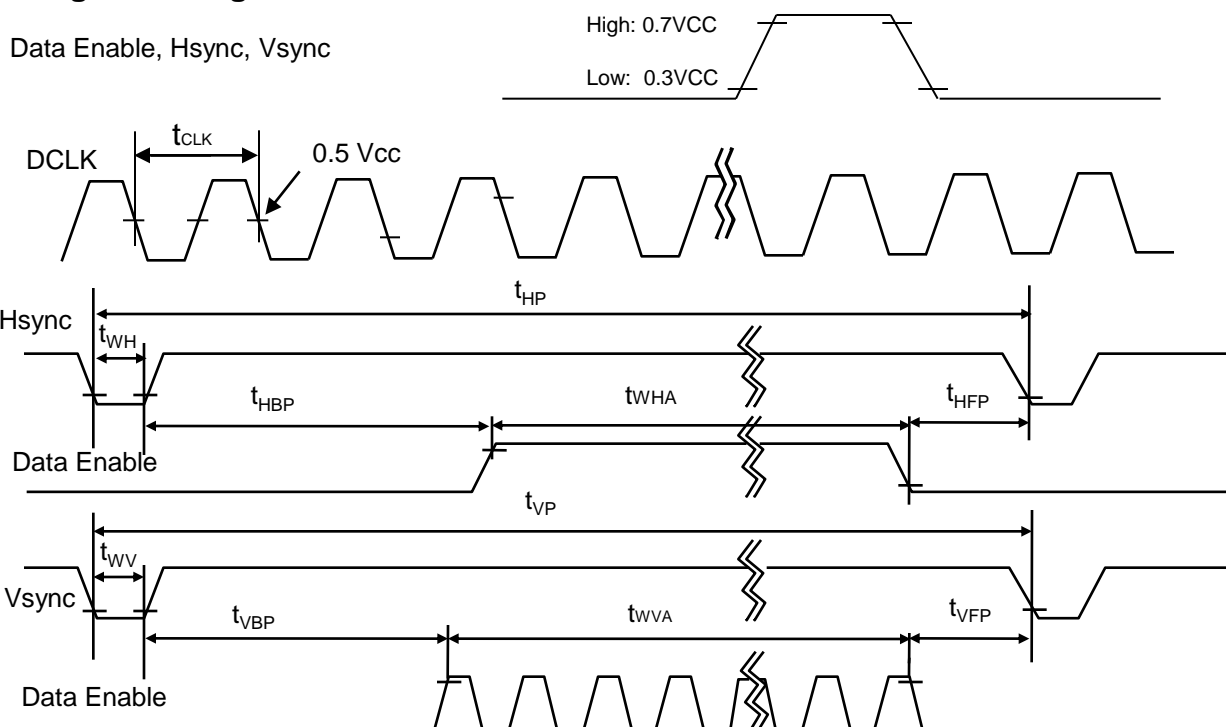 High: 0.7VCC
Data Enable, Hsync, Vsync
Low: 0.3VCC
tCLK
0.5 Vcc
DCLK
tHP
Hsync
tWH
tHBP
tWHA
tHFP
Data Enable
tVP
tWV
Vsync
tVBP
tWVA
tVFP
Data Enable